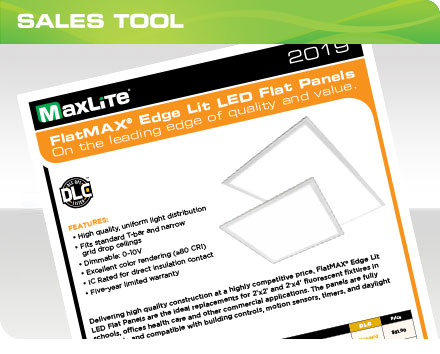 SALES TOOL
2019
MAXLITE®
FlatMAX® Edge Lit LED Flat Panels
On the leading edge of quality and value.
DLC
FEATURES:
• High quality, uniform light distribution
• Fits standard T-bar and narrow
grid drop ceilings
• Dimmable: 0-10V
• Excellent color rendering (≥80 CRI)
• IC Rated for direct insulation contact
• Five-year limited warranty
Delivering high quality construction at a highly competitive price, FlatMAX® Edge Lit
LED Flat Panels are the ideal replacements for 2'x2' and 2'x4' fluorescent fixtures in
schools, offices health care and other commercial applications. The panels are fully
and compatible with building controls, motion sensors, timers, and daylight
DLC
Price